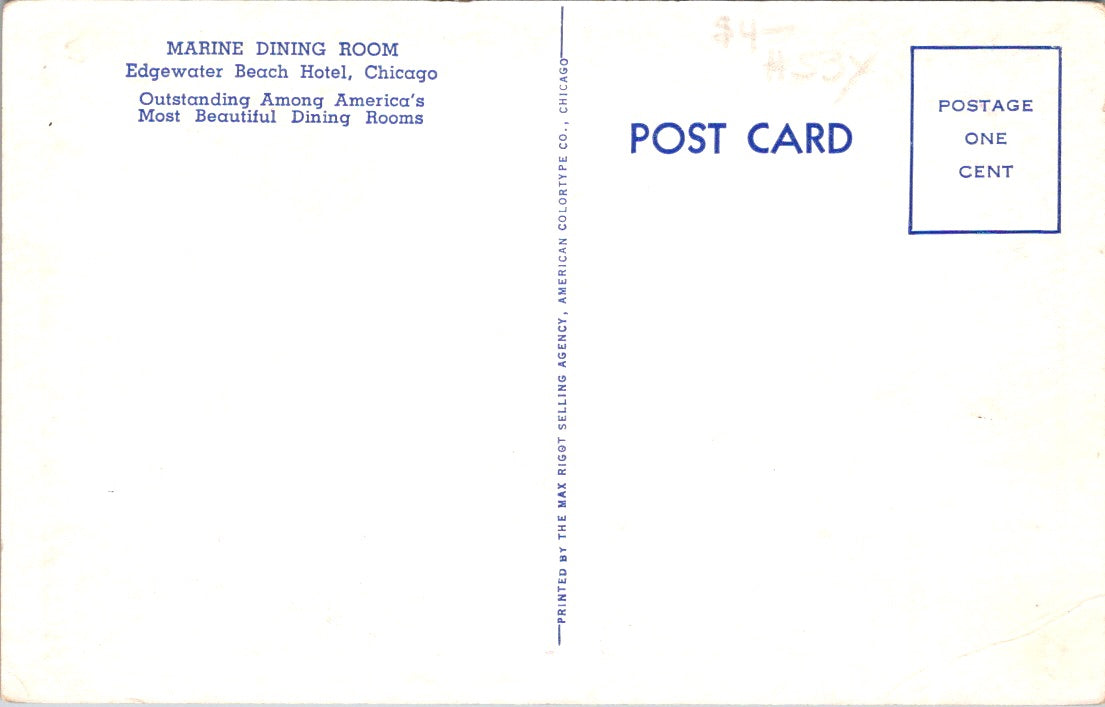 MARINE DINING ROOM
Edgewater Beach Hotel, Chicago
Outstanding Among America's
Most Beautiful Dining Rooms
PRINTED BY THE MAX RIGOT SELLING AGENCY, AMERICAN COLORTYPE CO., CHICAGO
POST CARD
POSTAGE
ONE
CENT